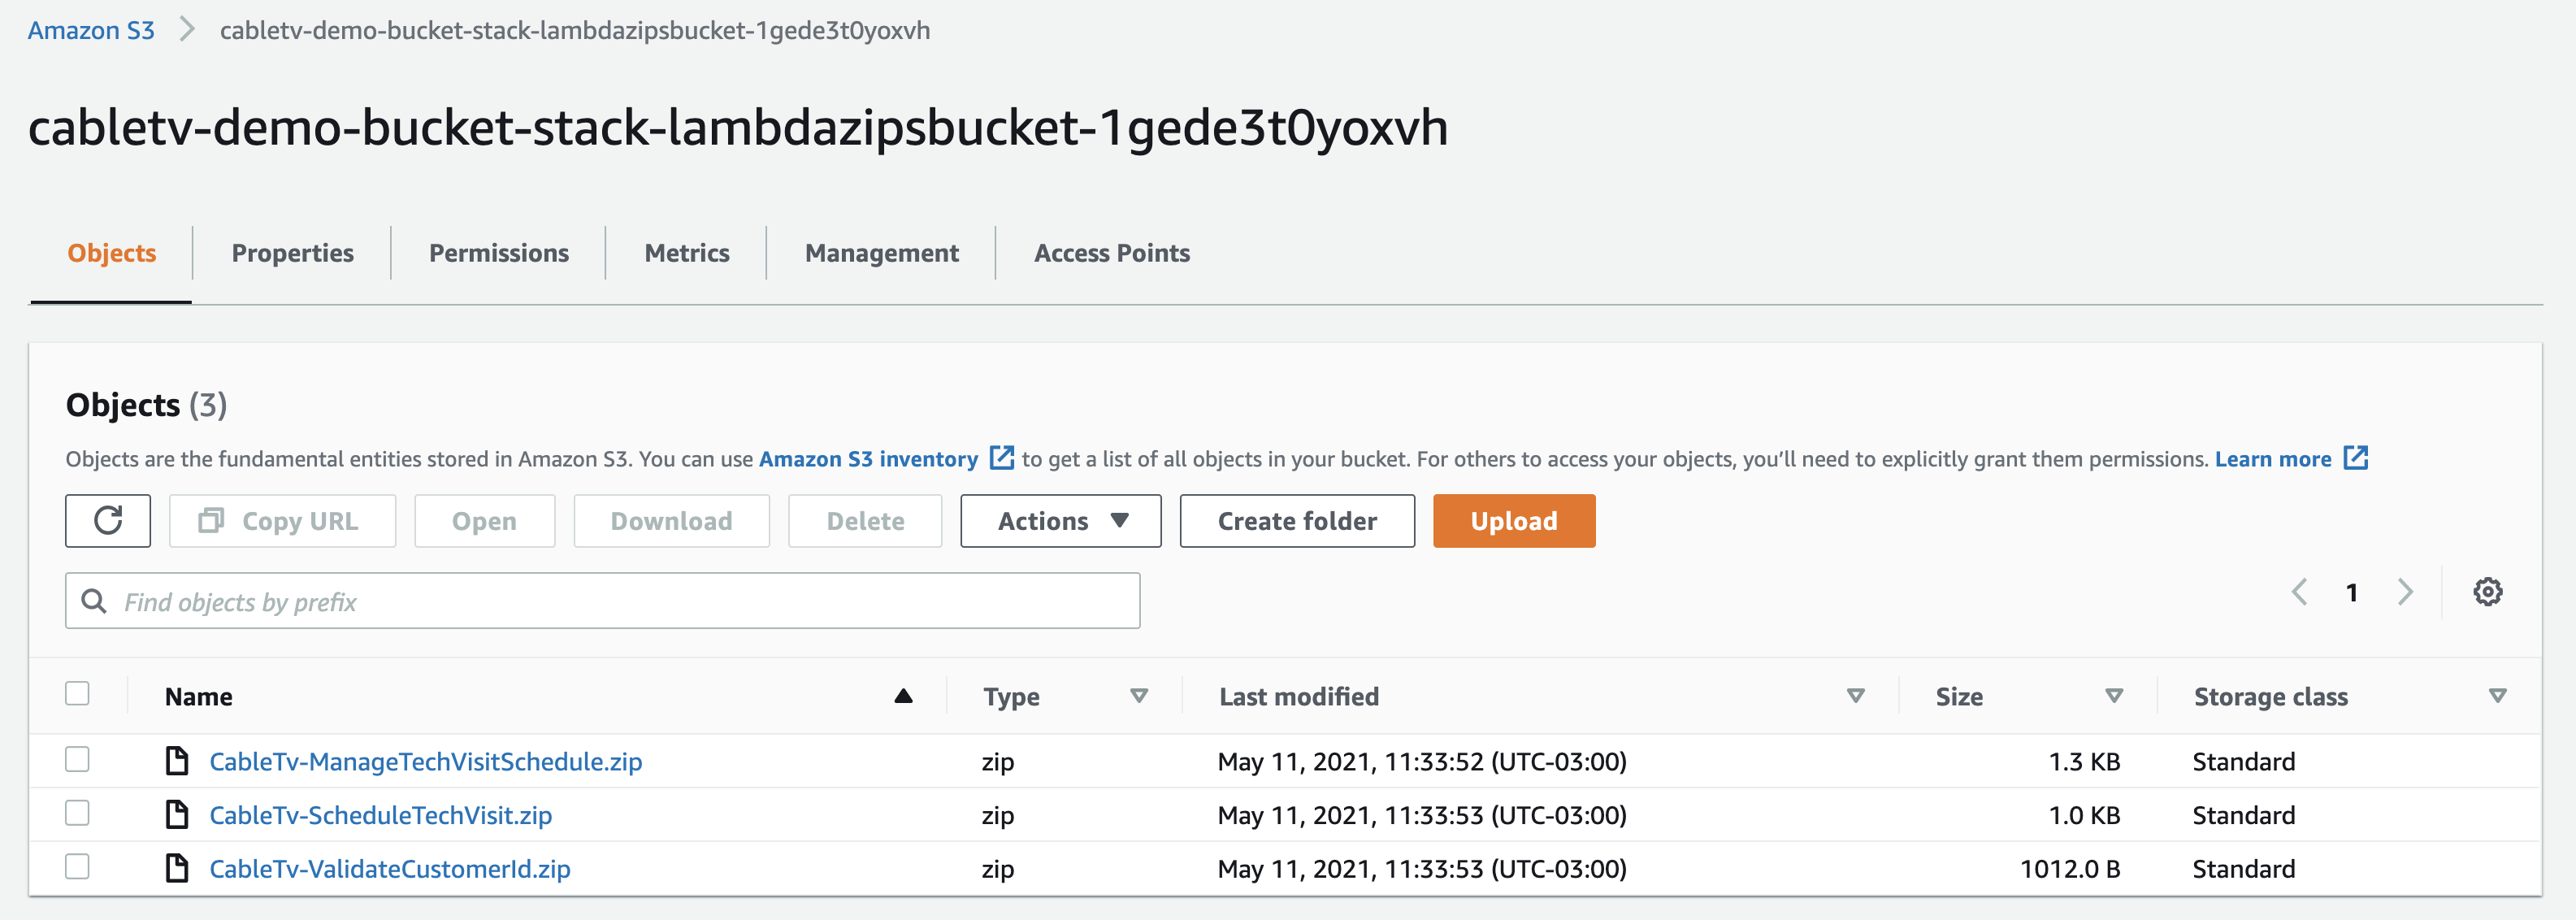 Amazon S3 cabletv-demo-bucket-stack-lambdazipsbucket-1gede3t0yoxvh
cabletv-demo-bucket-stack-lambdazipsbucket-1gede3t0yoxvh
Objects Properties Permissions Metrics Management Access Points
Objects (3)
Objects are the fundamental entities stored in Amazon S3. You can use Amazon S3 inventory to get a list of all objects in your bucket. For others to access your objects, you’ll need to explicitly grant them permissions. Learn more
Copy URL Open Download Delete Actions Create folder Upload
Find objects by prefix 1
Name Type Last modified Size Storage class
CableTv-ManageTechVisitSchedule.zip zip May 11, 2021, 11:33:52 (UTC-03:00) 1.3 KB Standard
CableTv-ScheduleTechVisit.zip zip May 11, 2021, 11:33:53 (UTC-03:00) 1.0 KB Standard
CableTv-ValidateCustomerId.zip zip May 11, 2021, 11:33:53 (UTC-03:00) 1012.0 B Standard